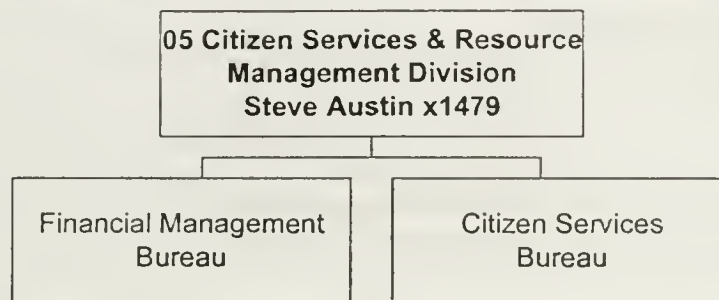 05 Citizen Services & Resource
Management Division
Steve Austin x1479
Financial Management
Bureau
Citizen Services
Bureau